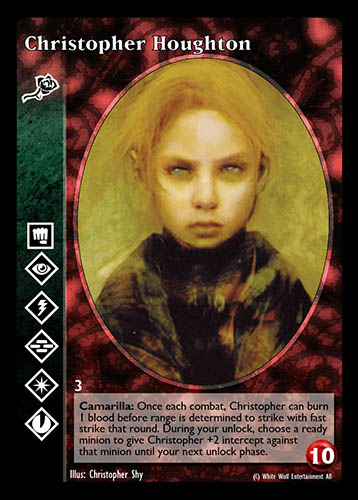 Christopher Houghton
3
Camarilla: Once each combat, Christopher can burn
1 blood before range is determined to strike with fast
strike that round. During your unlock, choose a ready
minion to give Christopher +2 intercept against
that minion until your next unlock phase.
10
Illus: Christopher Shy
(C) White Wolf Entertainment AB